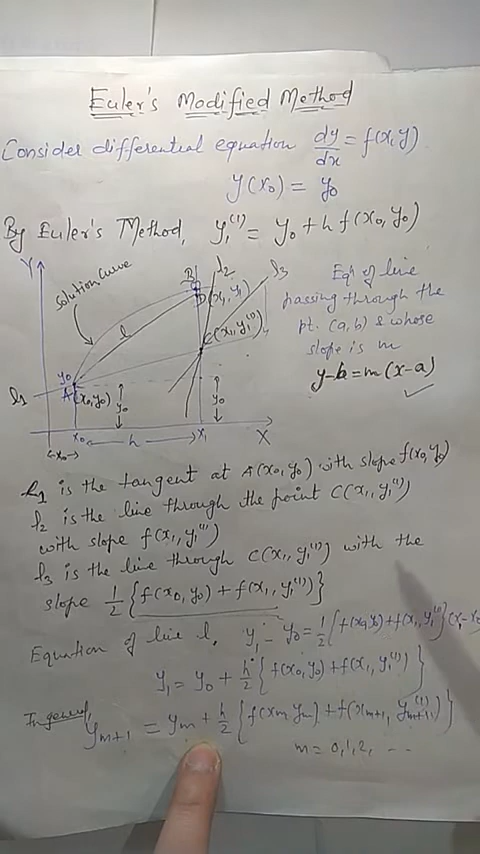 Euler's Modified Method
Consider differential equation dy/dx = f(x,y)
y(x₀) = y₀
By Euler's Method, y₁⁽¹⁾ = y₀ + h f(x₀, y₀)
Y
l₂
l₃
B
D(x₁, y₁)
Solution Curve
l
C(x₁, y₁⁽¹⁾)
y₀
l₁
A(x₀, y₀)
y₀
y₀
x₀
h
x₁
X
x₀
Eqⁿ of line
passing through the
pt. (a, b) & whose
slope is m
y-b = m(x-a)
l₁ is the tangent at A(x₀, y₀) with slope f(x₀, y₀)
l₂ is the line through the point C(x₁, y₁⁽¹⁾)
with slope f(x₁, y₁⁽¹⁾)
l₃ is the line through C(x₁, y₁⁽¹⁾) with the
slope 1/2 {f(x₀, y₀) + f(x₁, y₁⁽¹⁾)}
Equation of line l, y₁ - y₀ = 1/2 {f(x₀, y₀) + f(x₁, y₁⁽¹⁾)} (x₁ - x₀
y₁ = y₀ + h/2 {f(x₀, y₀) + f(x₁, y₁⁽¹⁾)}
In general, yₘ₊₁ = yₘ + h/2 {f(xₘ, yₘ) + f(xₘ₊₁, yₘ₊₁⁽¹⁾)}
m = 0, 1, 2, ...